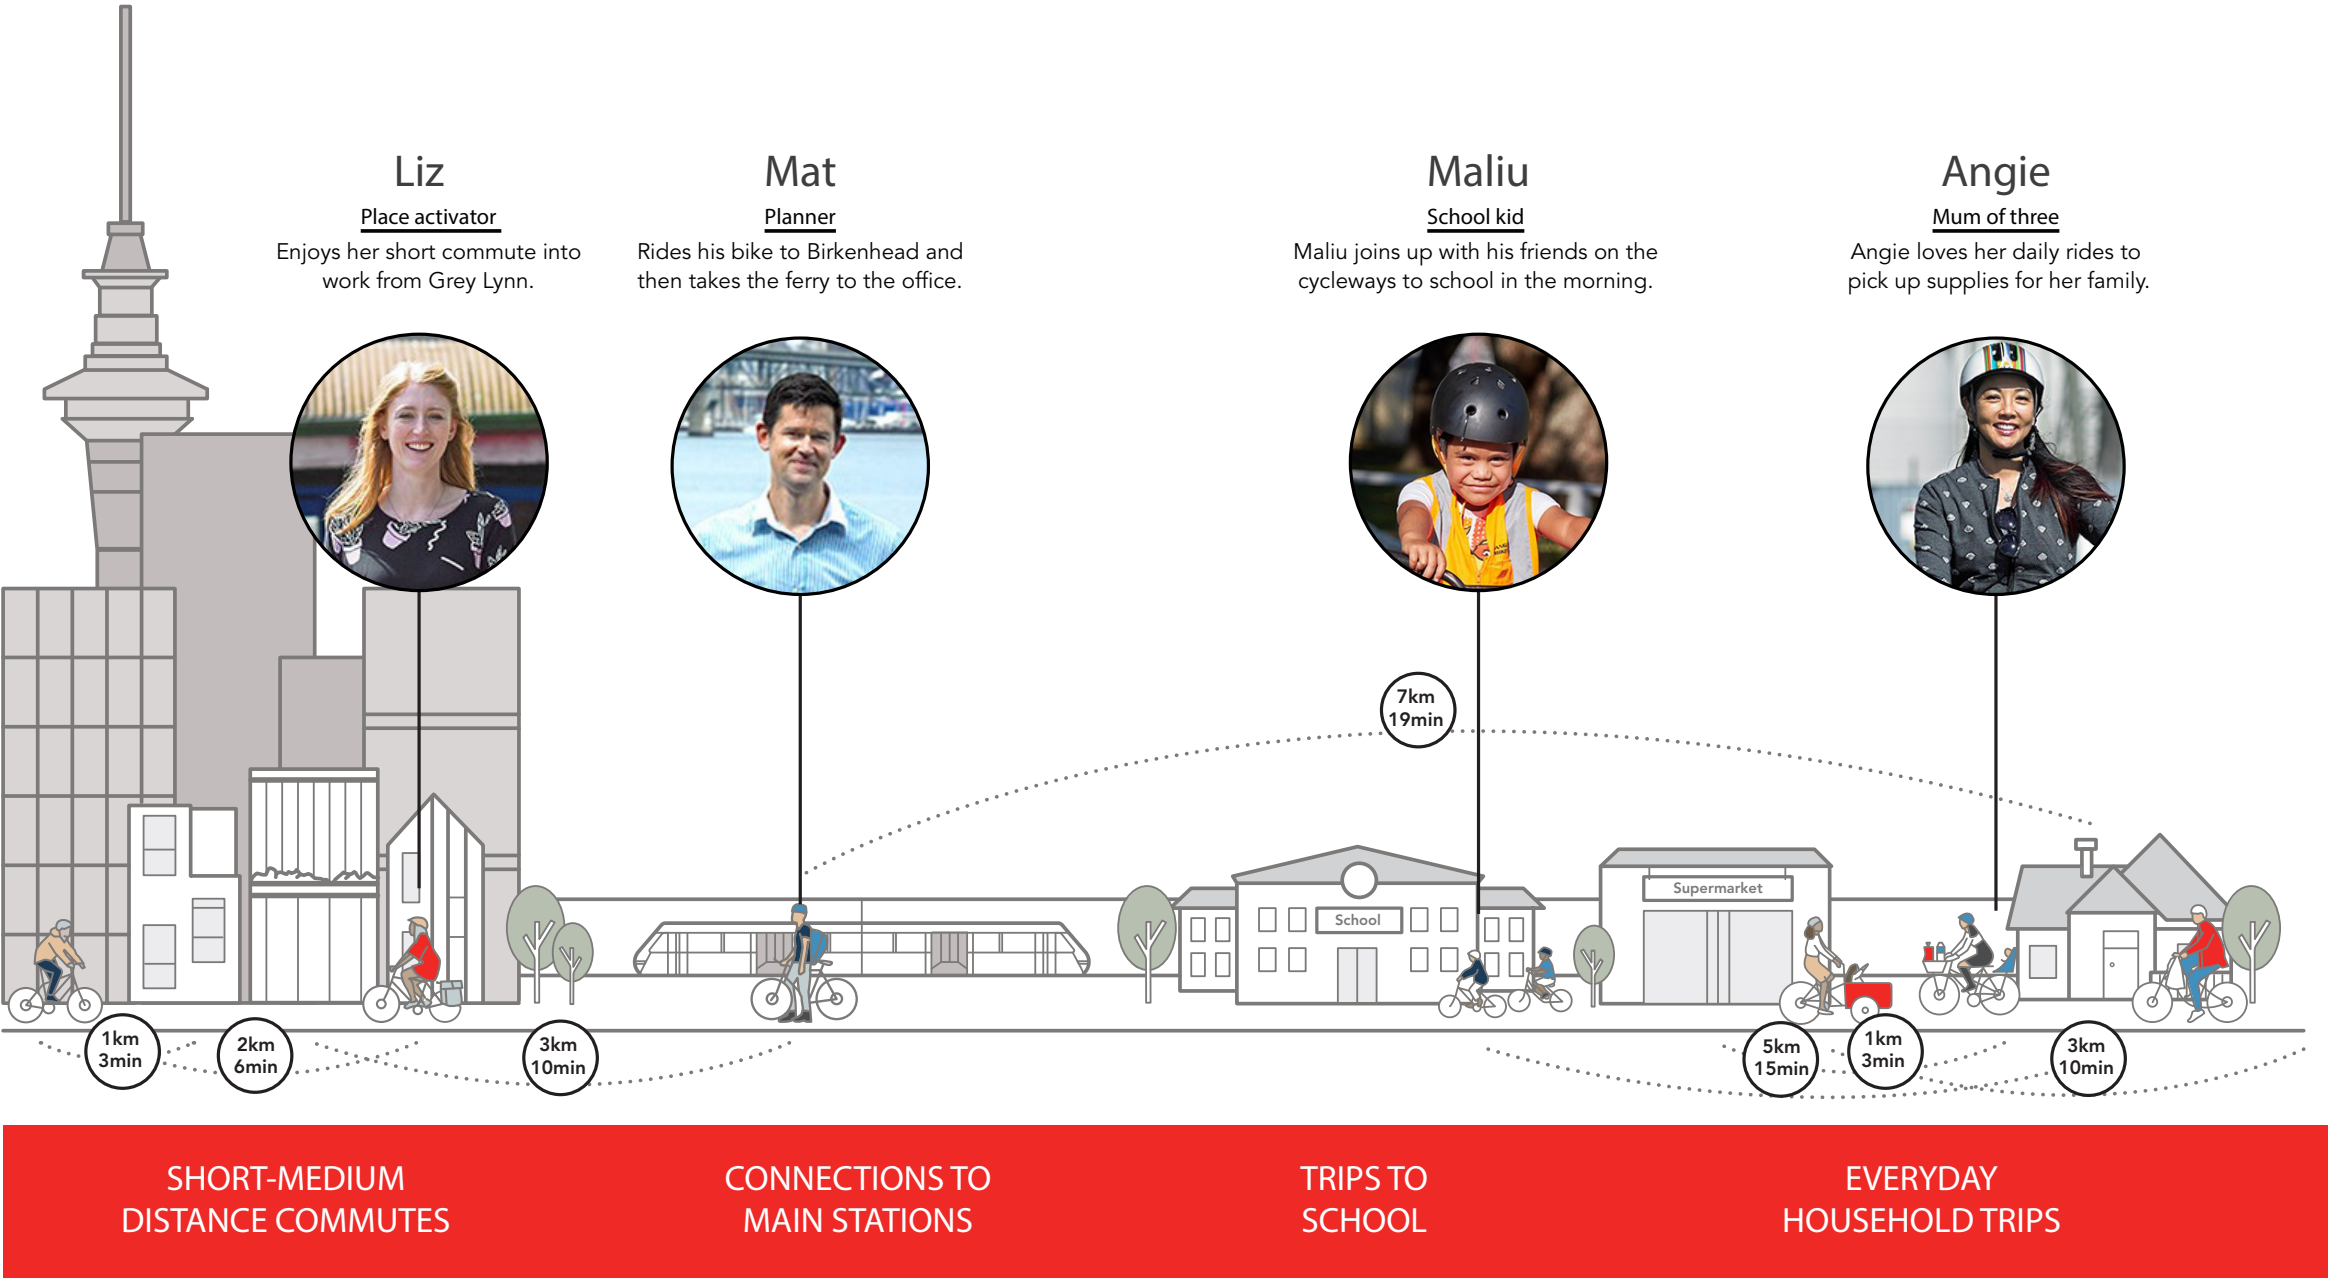 Liz
Place activator
Enjoys her short commute into
work from Grey Lynn.
Mat
Planner
Rides his bike to Birkenhead and
then takes the ferry to the office.
Maliu
School kid
Maliu joins up with his friends on the
cycleways to school in the morning.
Angie
Mum of three
Angie loves her daily rides to
pick up supplies for her family.
7km
19min
School
Supermarket
1km
3min
2km
6min
3km
10min
5km
15min
1km
3min
3km
10min
SHORT-MEDIUM
DISTANCE COMMUTES
CONNECTIONS TO
MAIN STATIONS
TRIPS TO
SCHOOL
EVERYDAY
HOUSEHOLD TRIPS